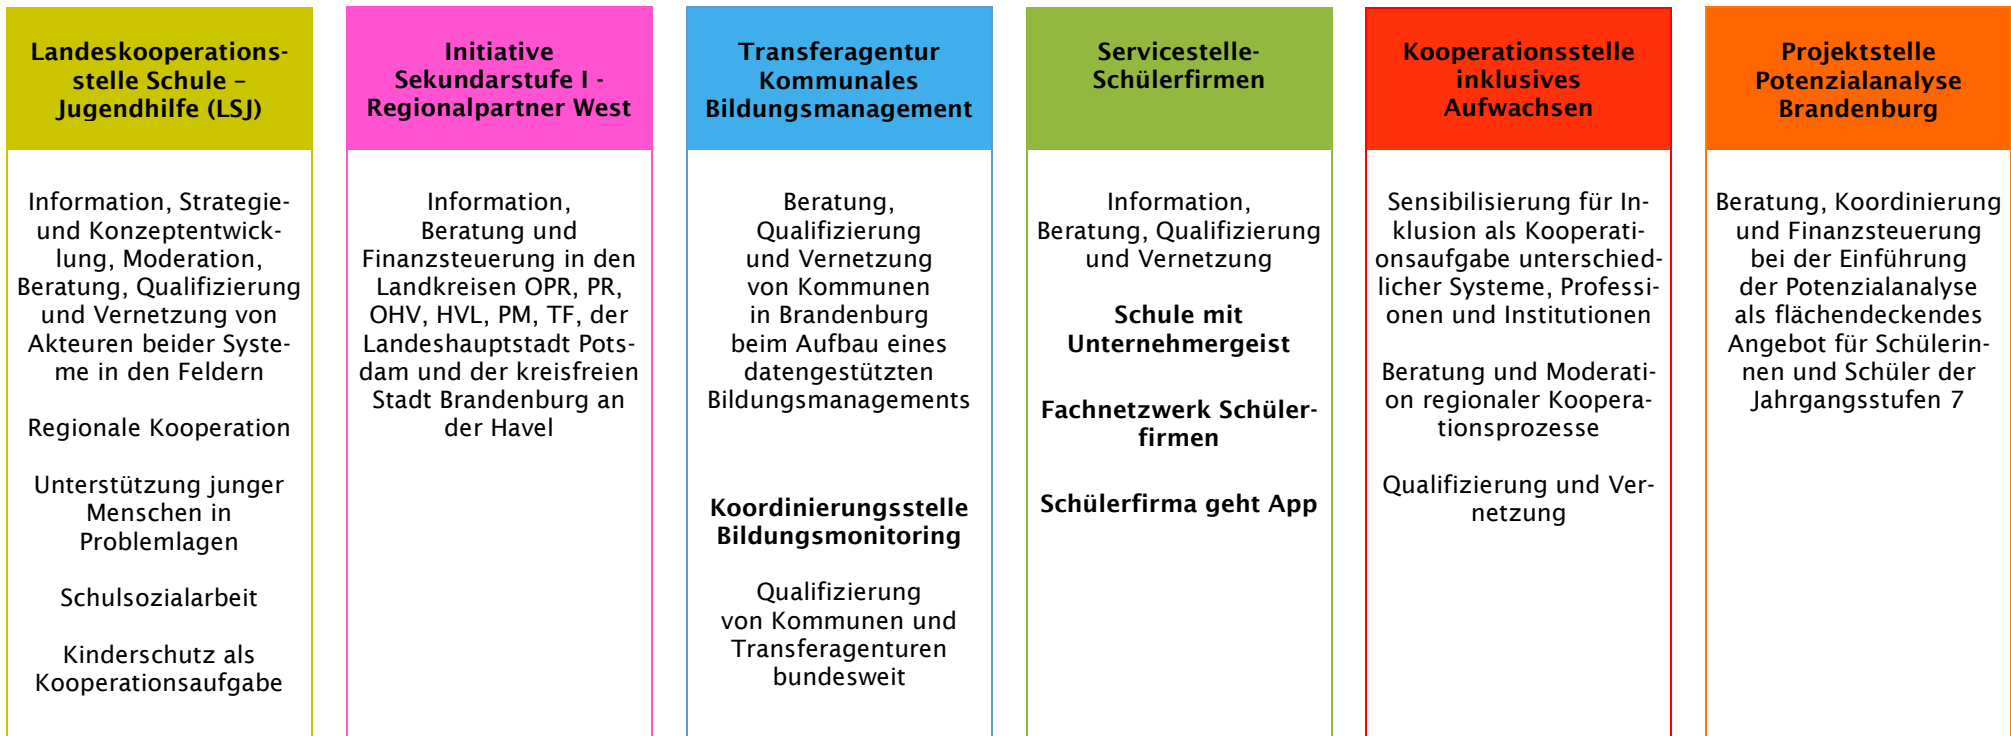 Landeskooperations-
stelle Schule –
Jugendhilfe (LSJ)
Information, Strategie-
und Konzeptentwick-
lung, Moderation,
Beratung, Qualifizierung
und Vernetzung von
Akteuren beider Syste-
me in den Feldern
Regionale Kooperation
Unterstützung junger
Menschen in
Problemlagen
Schulsozialarbeit
Kinderschutz als
Kooperationsaufgabe
Initiative
Sekundarstufe I -
Regionalpartner West
Information,
Beratung und
Finanzsteuerung in den
Landkreisen OPR, PR,
OHV, HVL, PM, TF, der
Landeshauptstadt Pots-
dam und der kreisfreien
Stadt Brandenburg an
der Havel
Transferagentur
Kommunales
Bildungsmanagement
Beratung,
Qualifizierung
und Vernetzung
von Kommunen
in Brandenburg
beim Aufbau eines
datengestützten
Bildungsmanagements
Koordinierungsstelle
Bildungsmonitoring
Qualifizierung
von Kommunen und
Transferagenturen
bundesweit
Servicestelle-
Schülerfirmen
Information,
Beratung, Qualifizierung
und Vernetzung
Schule mit
Unternehmergeist
Fachnetzwerk Schüler-
firmen
Schülerfirma geht App
Kooperationsstelle
inklusives
Aufwachsen
Sensibilisierung für In-
klusion als Kooperati-
onsaufgabe unterschied-
licher Systeme, Professi-
onen und Institutionen
Beratung und Moderati-
on regionaler Koopera-
tionsprozesse
Qualifizierung und Ver-
netzung
Projektstelle
Potenzialanalyse
Brandenburg
Beratung, Koordinierung
und Finanzsteuerung
bei der Einführung
der Potenzialanalyse
als flächendeckendes
Angebot für Schülerin-
nen und Schüler der
Jahrgangsstufen 7